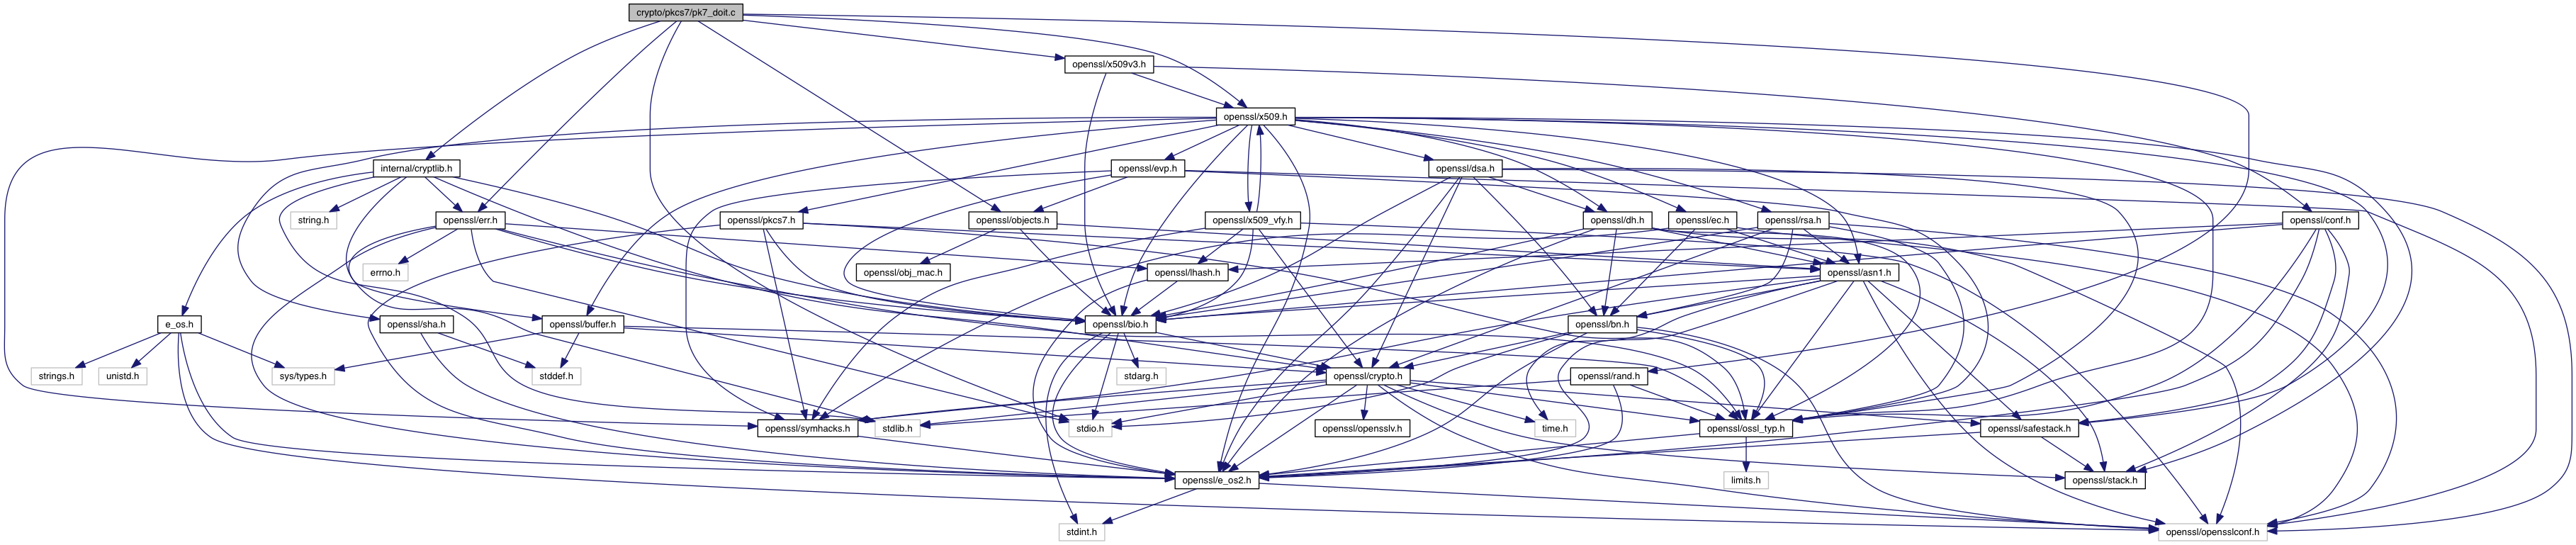 crypto/pkcs7/pk7_doit.c
openssl/x509v3.h
openssl/x509.h
internal/cryptlib.h
openssl/evp.h
openssl/dsa.h
string.h
openssl/err.h
openssl/pkcs7.h
openssl/objects.h
openssl/x509_vfy.h
openssl/dh.h
openssl/ec.h
openssl/rsa.h
openssl/conf.h
errno.h
openssl/obj_mac.h
openssl/lhash.h
openssl/asn1.h
e_os.h
openssl/sha.h
openssl/buffer.h
openssl/bio.h
openssl/bn.h
strings.h
unistd.h
sys/types.h
stddef.h
stdarg.h
openssl/crypto.h
openssl/rand.h
openssl/symhacks.h
stdlib.h
stdio.h
openssl/opensslv.h
time.h
openssl/ossl_typ.h
openssl/safestack.h
openssl/e_os2.h
limits.h
openssl/stack.h
stdint.h
openssl/opensslconf.h